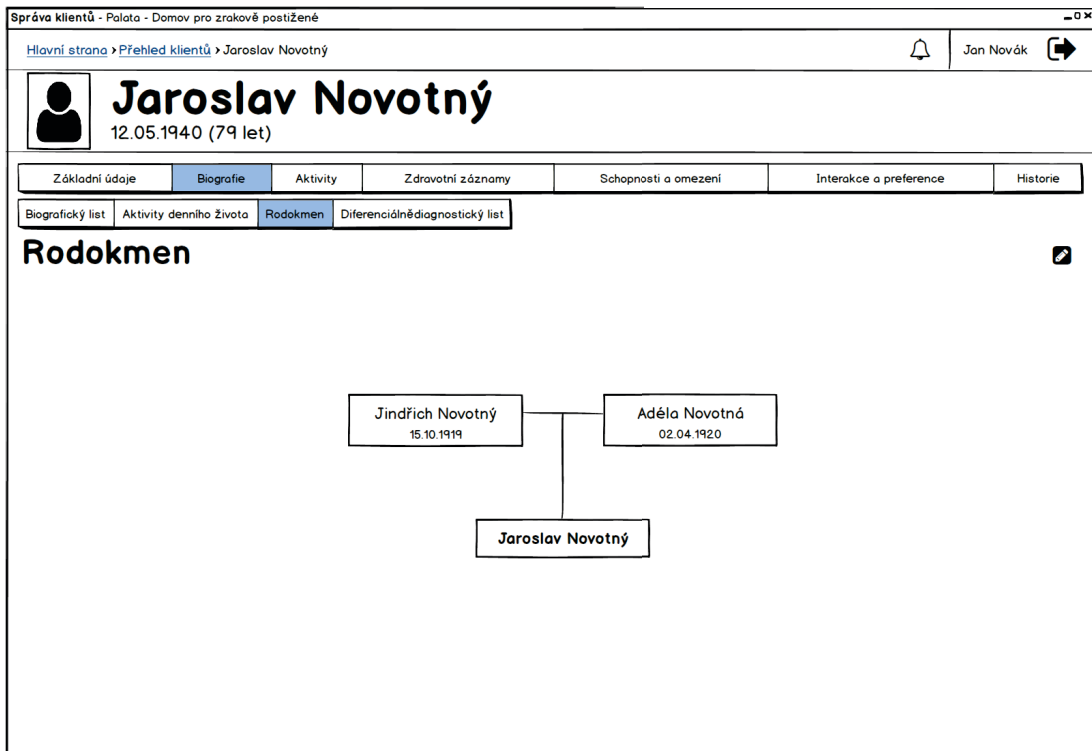 Správa klientů - Palata - Domov pro zrakově postižené
Hlavní strana › Přehled klientů › Jaroslav Novotný
Jan Novák
Jaroslav Novotný
12.05.1940 (79 let)
Základní údaje Biografie Aktivity Zdravotní záznamy Schopnosti a omezení Interakce a preference Historie
Biografický list Aktivity denního života Rodokmen Diferenciálnědiagnostický list
Rodokmen
Jindřich Novotný
15.10.1919
Adéla Novotná
02.04.1920
Jaroslav Novotný